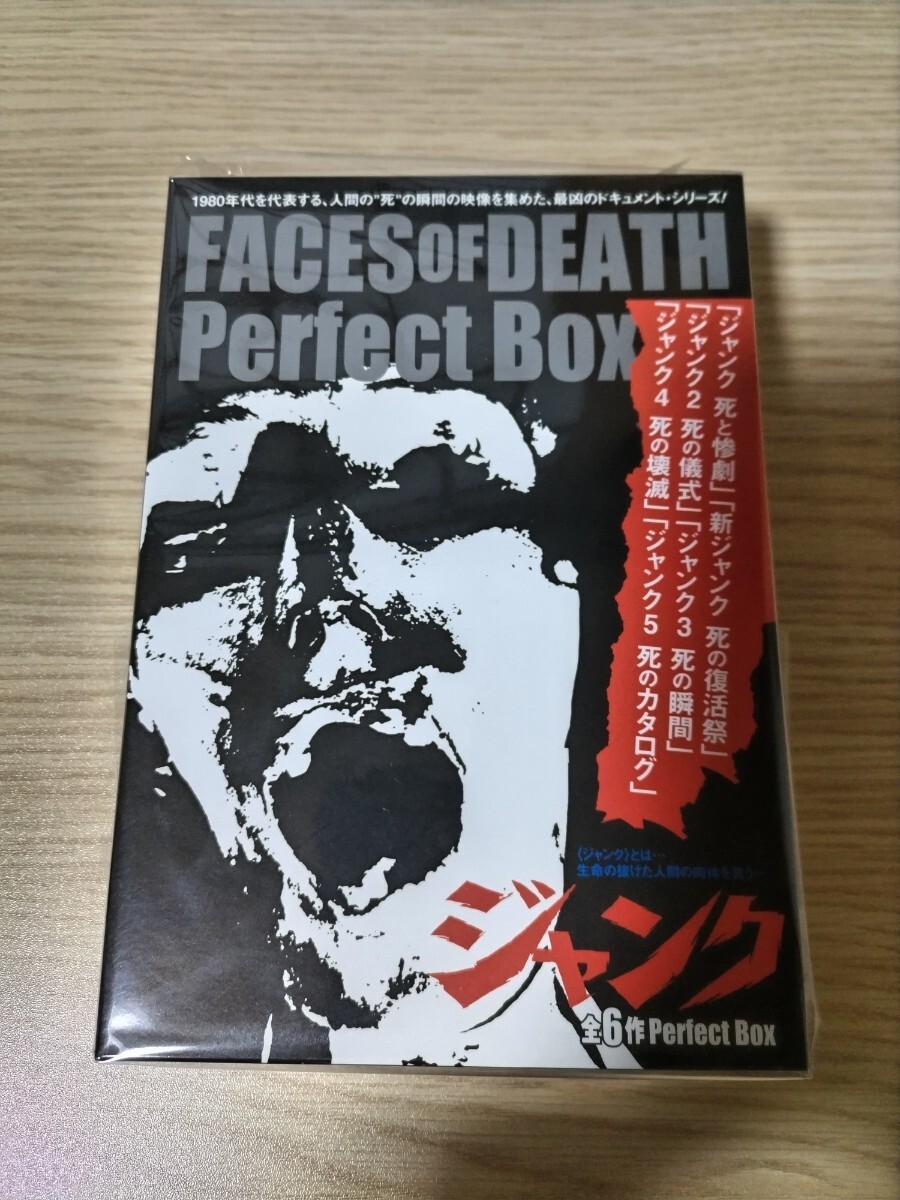 1980年代を代表する、人間の"死"の瞬間の映像を集めた、最凶のドキュメント・シリーズ!
FACES OF DEATH
Perfect Box
「ジャンク 死と惨劇」「新ジャンク 死の復活祭」
「ジャンク2 死の儀式」「ジャンク3 死の瞬間」
「ジャンク4 死の壊滅」「ジャンク5 死のカタログ」
《ジャンク》とは…
生命の抜けた人間の肉体を言う…
ジャンク
全6作 Perfect Box